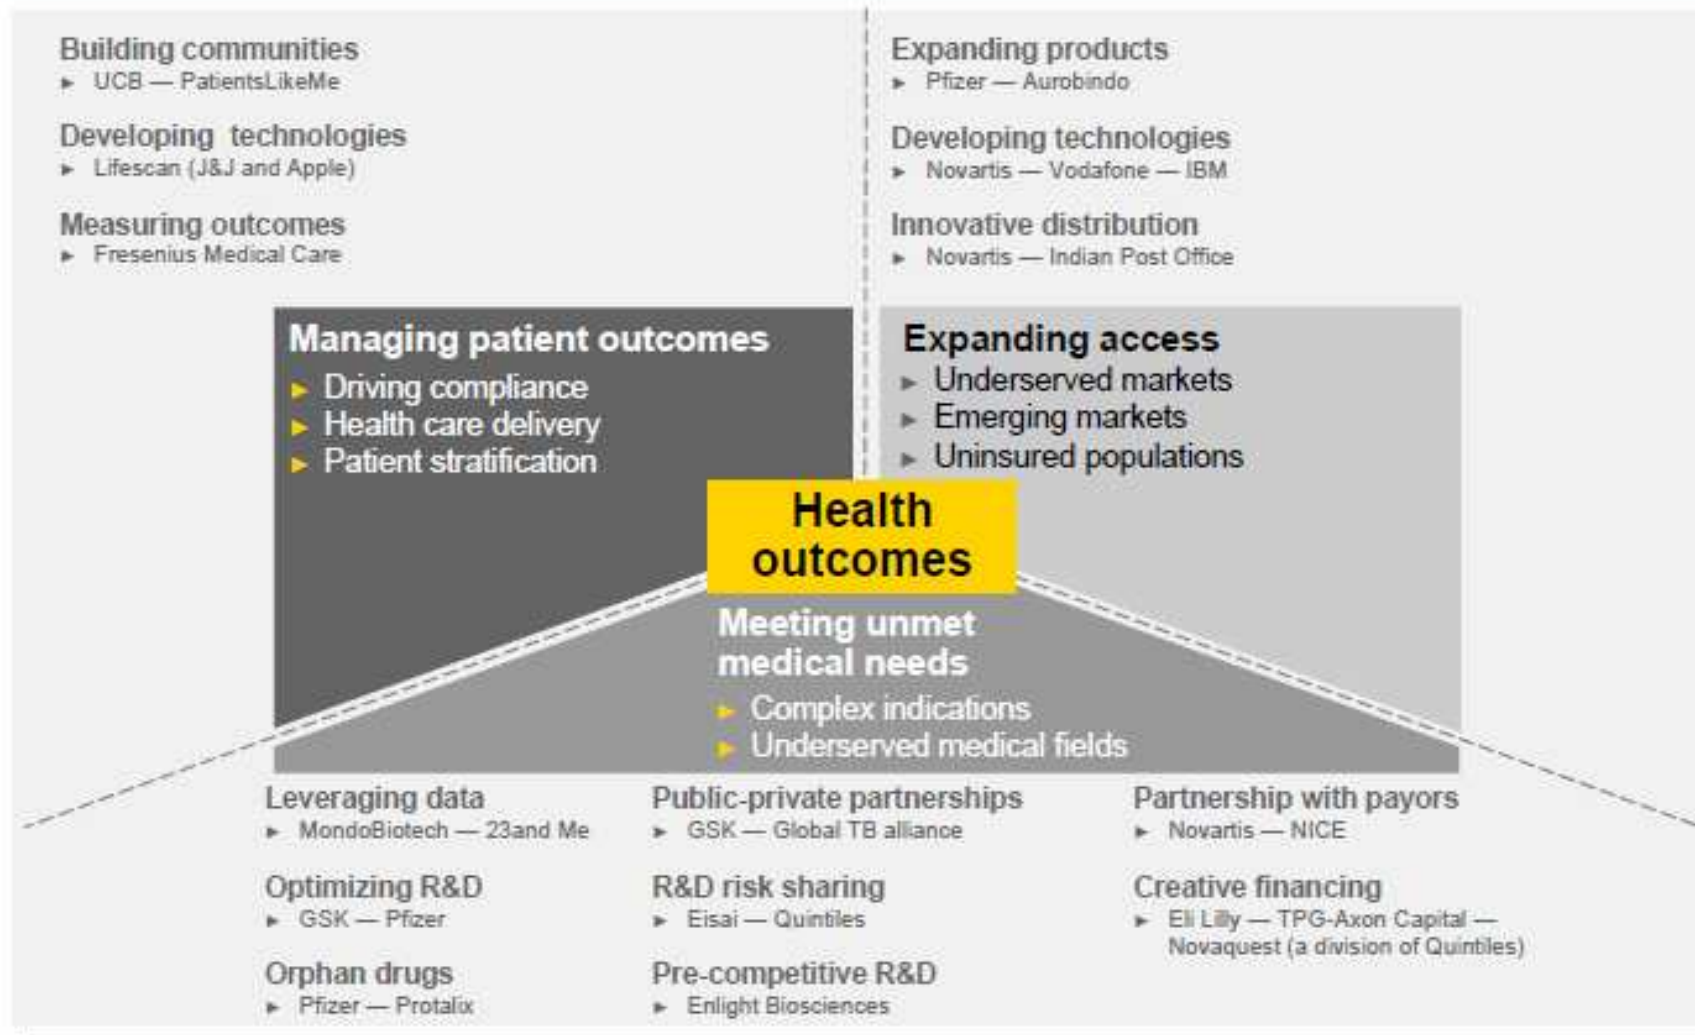 Building communities
► UCB — PatientsLikeMe
Developing technologies
► Lifescan (J&J and Apple)
Measuring outcomes
► Fresenius Medical Care
Expanding products
► Pfizer — Aurobindo
Developing technologies
► Novartis — Vodafone — IBM
Innovative distribution
► Novartis — Indian Post Office
Managing patient outcomes
► Driving compliance
► Health care delivery
► Patient stratification
Expanding access
► Underserved markets
► Emerging markets
► Uninsured populations
Health
outcomes
Meeting unmet
medical needs
► Complex indications
► Underserved medical fields
Leveraging data
► MondoBiotech — 23and Me
Optimizing R&D
► GSK — Pfizer
Orphan drugs
► Pfizer — Protalix
Public-private partnerships
► GSK — Global TB alliance
R&D risk sharing
► Eisai — Quintiles
Pre-competitive R&D
► Enlight Biosciences
Partnership with payors
► Novartis — NICE
Creative financing
► Eli Lilly — TPG-Axon Capital —
Novaquest (a division of Quintiles)